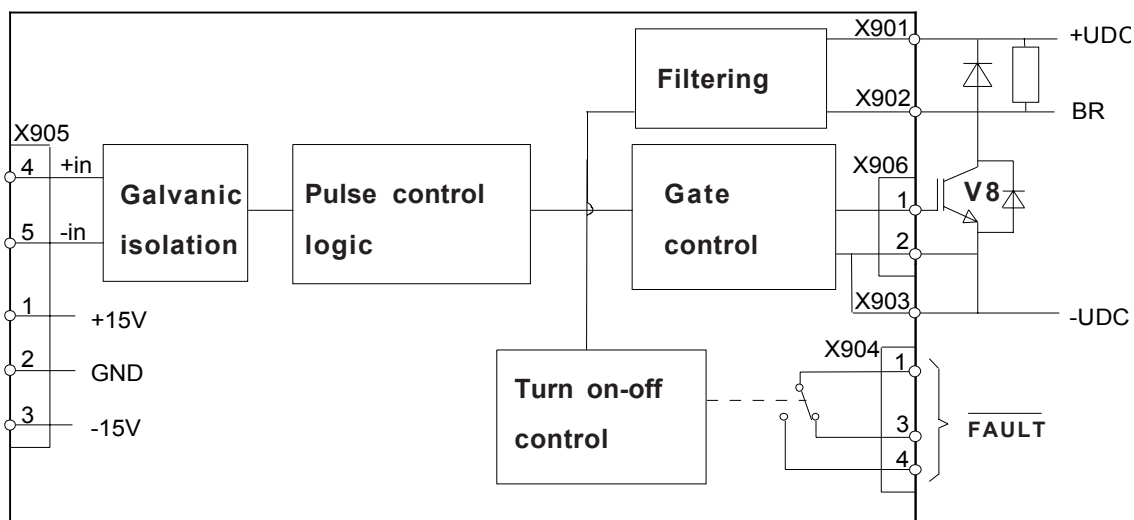 X901
+UDC
Filtering
X902
BR
X905
4 +in
5 -in
1 +15V
2 GND
3 -15V
Galvanic
isolation
Pulse control
logic
Gate
control
X906
1
2
V8
X903
-UDC
Turn on-off
control
X904
1
3
4
FAULT